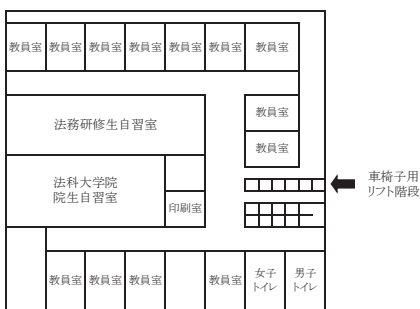 教員室 教員室 教員室 教員室 教員室 教員室 教員室
教員室
法務研修生自習室
教員室
法科大学院
院生自習室
車椅子用
リフト階段
印刷室
教員室 教員室 教員室 教員室
女子
トイレ
男子
トイレ